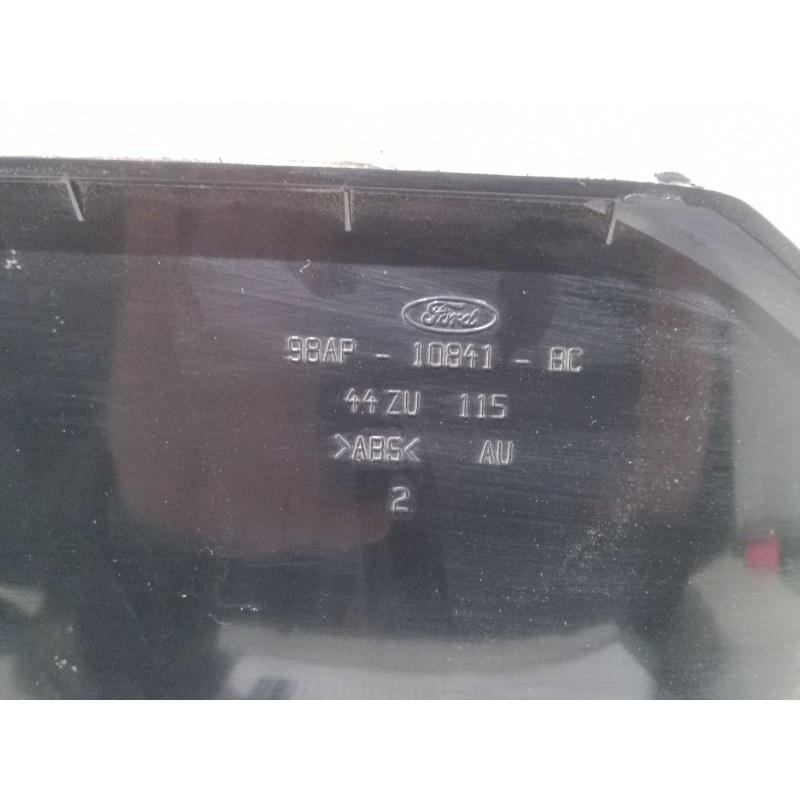 Ford
98AP - 10841 - BC
44ZU 115
>ABS< AU
2